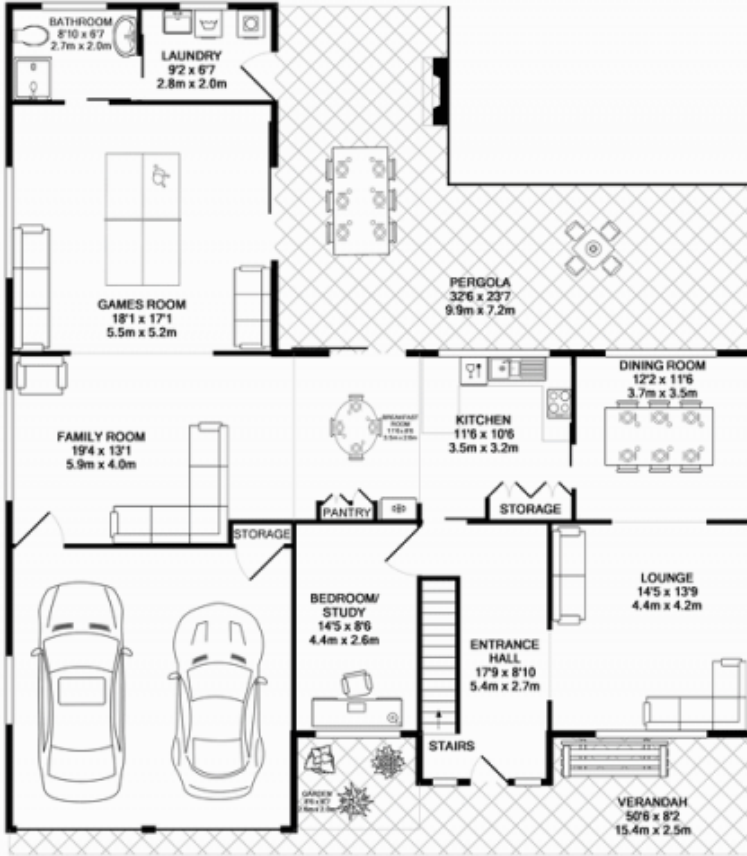 BATHROOM
8'10 x 6'7
2.7m x 2.0m
LAUNDRY
9'2 x 6'7
2.8m x 2.0m
GAMES ROOM
18'1 x 17'1
5.5m x 5.2m
PERGOLA
32'6 x 23'7
9.9m x 7.2m
FAMILY ROOM
19'4 x 13'1
5.9m x 4.0m
BREAKFAST
ROOM
KITCHEN
11'6 x 10'6
3.5m x 3.2m
DINING ROOM
12'2 x 11'6
3.7m x 3.5m
PANTRY
STORAGE
STORAGE
BEDROOM/
STUDY
14'5 x 8'6
4.4m x 2.6m
ENTRANCE
HALL
17'9 x 8'10
5.4m x 2.7m
LOUNGE
14'5 x 13'9
4.4m x 4.2m
STAIRS
GARDEN
VERANDAH
50'6 x 8'2
15.4m x 2.5m